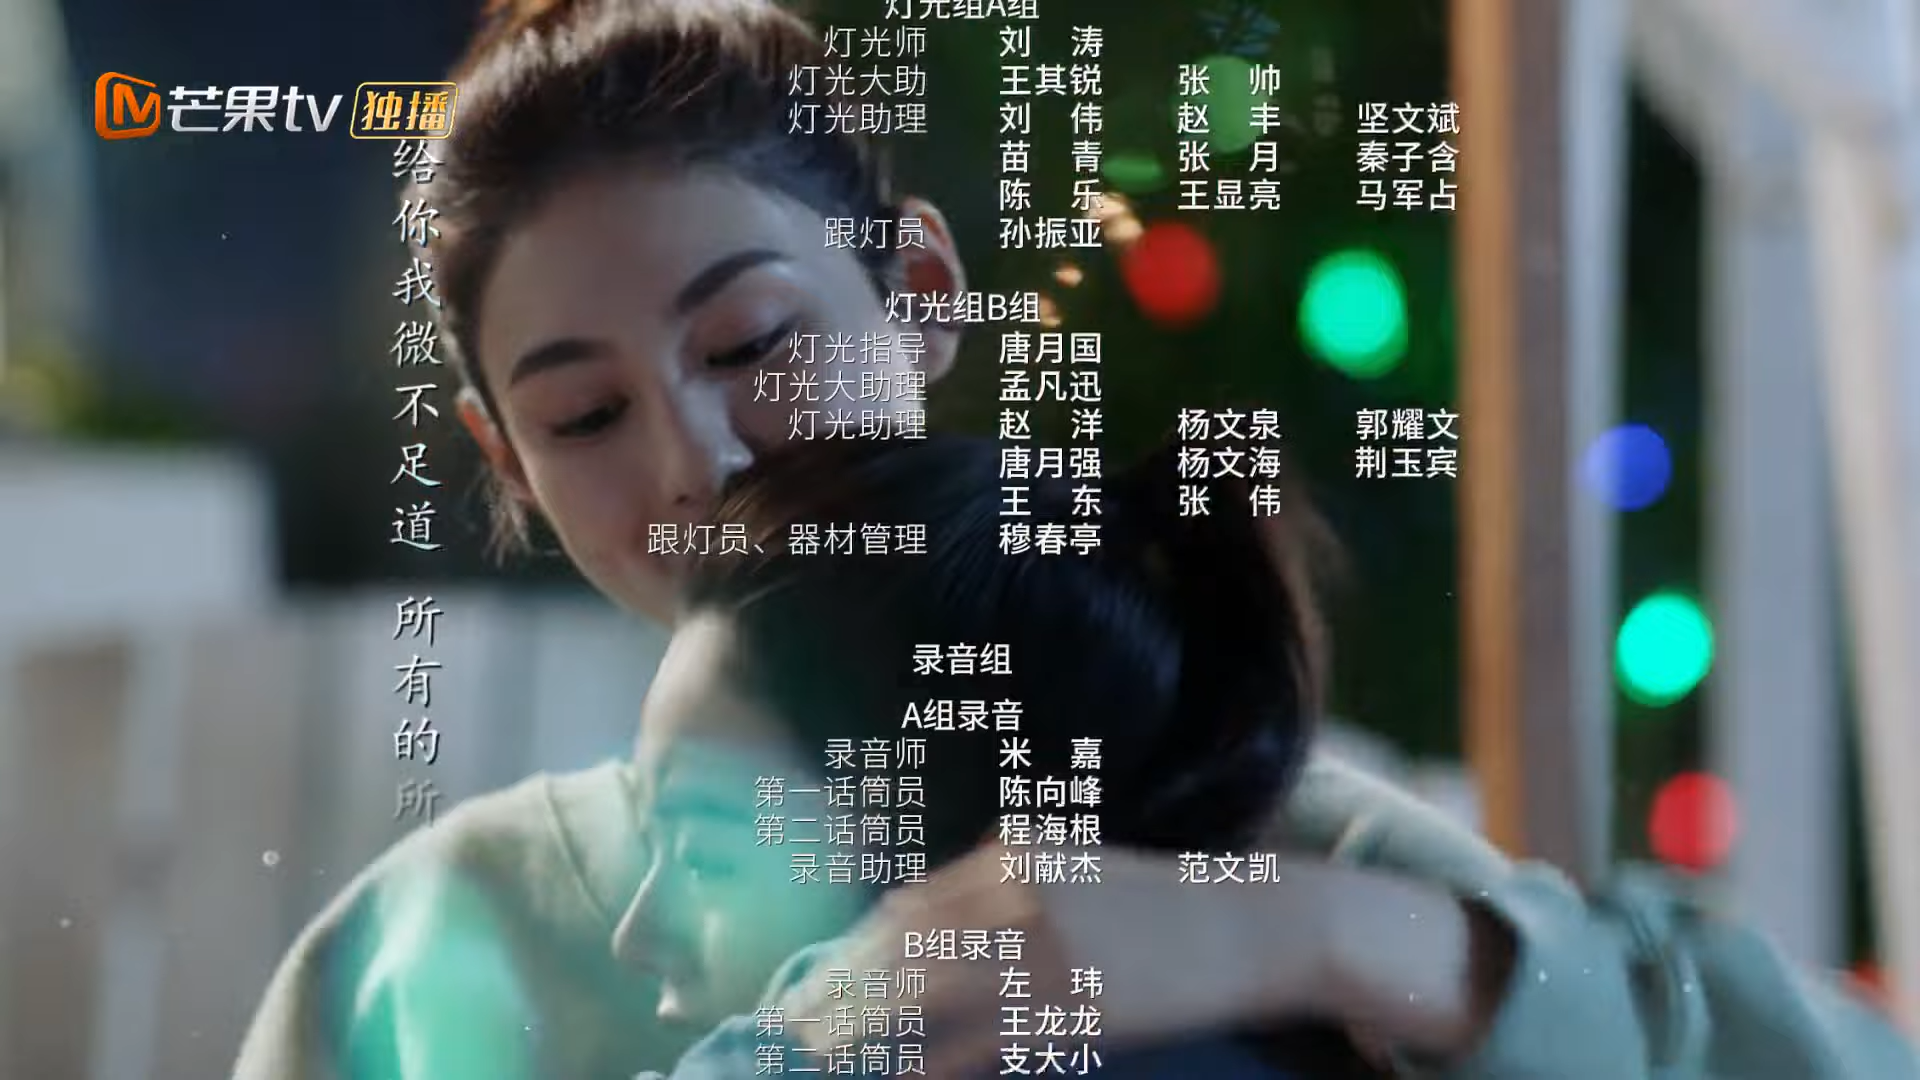 芒果tv 独播
给你我微不足道 所有的所
灯光组A组
灯光师 刘 涛
灯光大助 王其锐 张 帅
灯光助理 刘 伟 赵 丰 坚文斌
苗 青 张 月 秦子含
陈 乐 王显亮 马军占
跟灯员 孙振亚
灯光组B组
灯光指导 唐月国
灯光大助理 孟凡迅
灯光助理 赵 洋 杨文泉 郭耀文
唐月强 杨文海 荆玉宾
王 东 张 伟
跟灯员、器材管理 穆春亭
录音组
A组录音
录音师 米 嘉
第一话筒员 陈向峰
第二话筒员 程海根
录音助理 刘献杰 范文凯
B组录音
录音师 左 玮
第一话筒员 王龙龙
第二话筒员 支大小